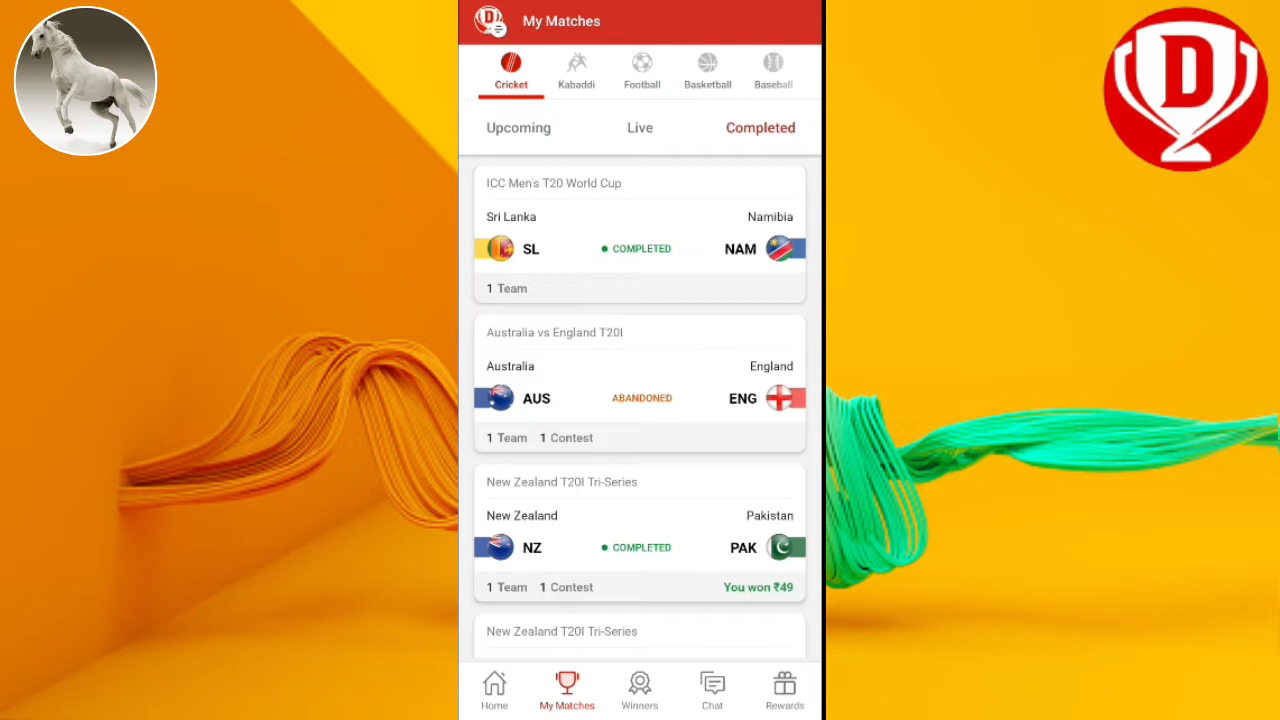 D My Matches
D
Cricket Kabaddi Football Basketball Baseball
Upcoming Live Completed
ICC Men's T20 World Cup
Sri Lanka Namibia
SL COMPLETED NAM
1 Team
Australia vs England T20I
Australia England
AUS ABANDONED ENG
1 Team 1 Contest
New Zealand T20I Tri-Series
New Zealand Pakistan
NZ COMPLETED PAK
1 Team 1 Contest You won ₹49
New Zealand T20I Tri-Series
Home My Matches Winners Chat Rewards